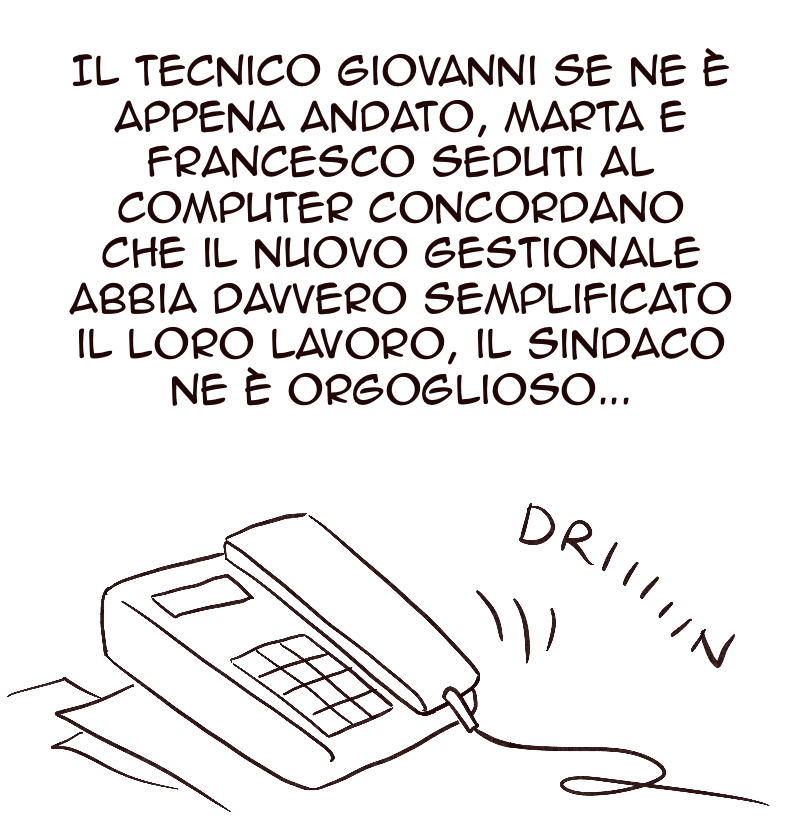 IL TECNICO GIOVANNI SE NE È
APPENA ANDATO, MARTA E
FRANCESCO SEDUTI AL
COMPUTER CONCORDANO
CHE IL NUOVO GESTIONALE
ABBIA DAVVERO SEMPLIFICATO
IL LORO LAVORO, IL SINDACO
NE È ORGOGLIOSO...
DRIIIIIN